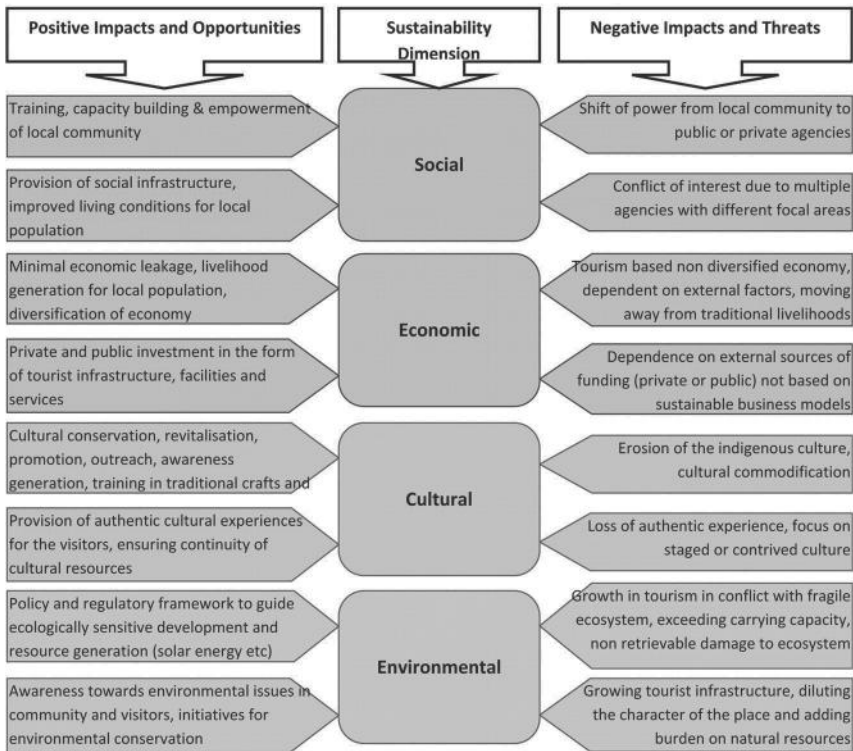 Positive Impacts and Opportunities
Sustainability
Dimension
Negative Impacts and Threats
Training, capacity building & empowerment
of local community
Social
Shift of power from local community to
public or private agencies
Provision of social infrastructure,
improved living conditions for local
population
Conflict of interest due to multiple
agencies with different focal areas
Minimal economic leakage, livelihood
generation for local population,
diversification of economy
Economic
Tourism based non diversified economy,
dependent on external factors, moving
away from traditional livelihoods
Private and public investment in the form
of tourist infrastructure, facilities and
services
Dependence on external sources of
funding (private or public) not based on
sustainable business models
Cultural conservation, revitalisation,
promotion, outreach, awareness
generation, training in traditional crafts and
Cultural
Erosion of the indigenous culture,
cultural commodification
Provision of authentic cultural experiences
for the visitors, ensuring continuity of
cultural resources
Loss of authentic experience, focus on
staged or contrived culture
Policy and regulatory framework to guide
ecologically sensitive development and
resource generation (solar energy etc)
Environmental
Growth in tourism in conflict with fragile
ecosystem, exceeding carrying capacity,
non retrievable damage to ecosystem
Awareness towards environmental issues in
community and visitors, initiatives for
environmental conservation
Growing tourist infrastructure, diluting
the character of the place and adding
burden on natural resources